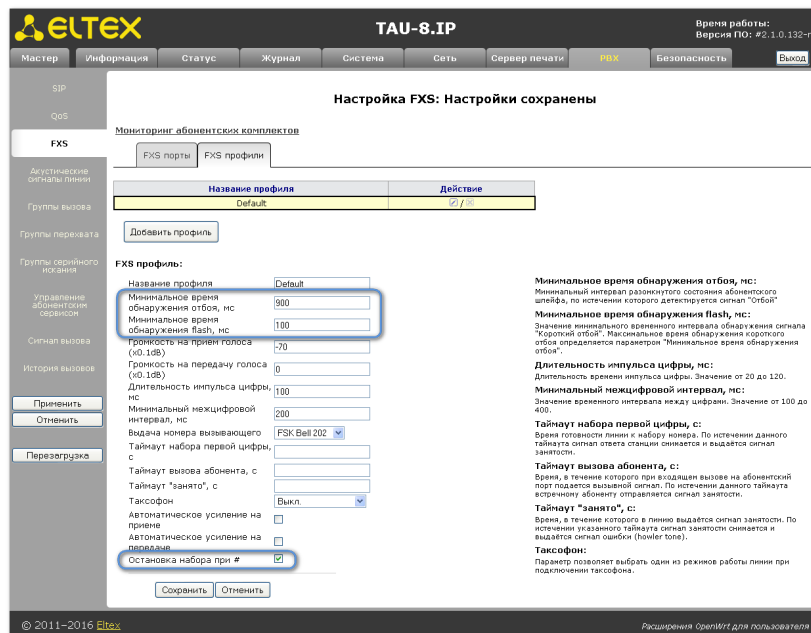 ELTEX
TAU-8.IP
Время работы:
Версия ПО: #2.1.0.132-r
Мастер
Информация
Статус
Журнал
Система
Сеть
Сервер печати
PBX
Безопасность
Выход
SIP
QoS
FXS
Акустические
сигналы линии
Группы вызова
Группы перехвата
Группы серийного
искания
Управление
абонентским
сервисом
Сигнал вызова
История вызовов
Применить
Отменить
Перезагрузка
Настройка FXS: Настройки сохранены
Мониторинг абонентских комплектов
FXS порты
FXS профили
Название профиля
Действие
Default
/
Добавить профиль
FXS профиль:
Название профиля
Default
Минимальное время
обнаружения отбоя, мс
900
Минимальное время
обнаружения flash, мс
100
Громкость на прием голоса
(x0.1dB)
-70
Громкость на передачу голоса
(x0.1dB)
0
Длительность импульса цифры,
мс
100
Минимальный межцифровой
интервал, мс
200
Выдача номера вызывающего
FSK Bell 202
Таймаут набора первой цифры,
с
Таймаут вызова абонента, с
Таймаут "занято", с
Таксофон
Выкл.
Автоматическое усиление на
приеме
Автоматическое усиление на
передаче
Остановка набора при #
Сохранить
Отменить
Минимальное время обнаружения отбоя, мс:
Минимальный интервал разомкнутого состояния абонентского
шлейфа, по истечении которого детектируется сигнал "Отбой"
Минимальное время обнаружения flash, мс:
Значение минимального временного интервала обнаружения сигнала
"Короткий отбой". Максимальное время обнаружения короткого
отбоя определяется параметром "Минимальное время обнаружения
отбоя".
Длительность импульса цифры, мс:
Длительность времени импульса цифры. Значение от 20 до 120.
Минимальный межцифровой интервал, мс:
Значение временного интервала между цифрами. Значение от 100 до
400.
Таймаут набора первой цифры, с:
Время готовности линии к набору номера. По истечении данного
таймаута сигнал ответа станции снимается и выдаётся сигнал
занятости.
Таймаут вызова абонента, с:
Время, в течение которого при входящем вызове на абонентский
порт подается вызывной сигнал. По истечении данного таймаута
встречному абоненту отправляется сигнал занятости.
Таймаут "занято", с:
Время, в течение которого в линию выдаётся сигнал занятости. По
истечении указанного таймаута сигнал занятости снимается и
выдаётся сигнал ошибки (howler tone).
Таксофон:
Параметр позволяет выбрать один из режимов работы линии при
подключении таксофона.
© 2011–2016 Eltex
Расширения OpenWrt для пользователя